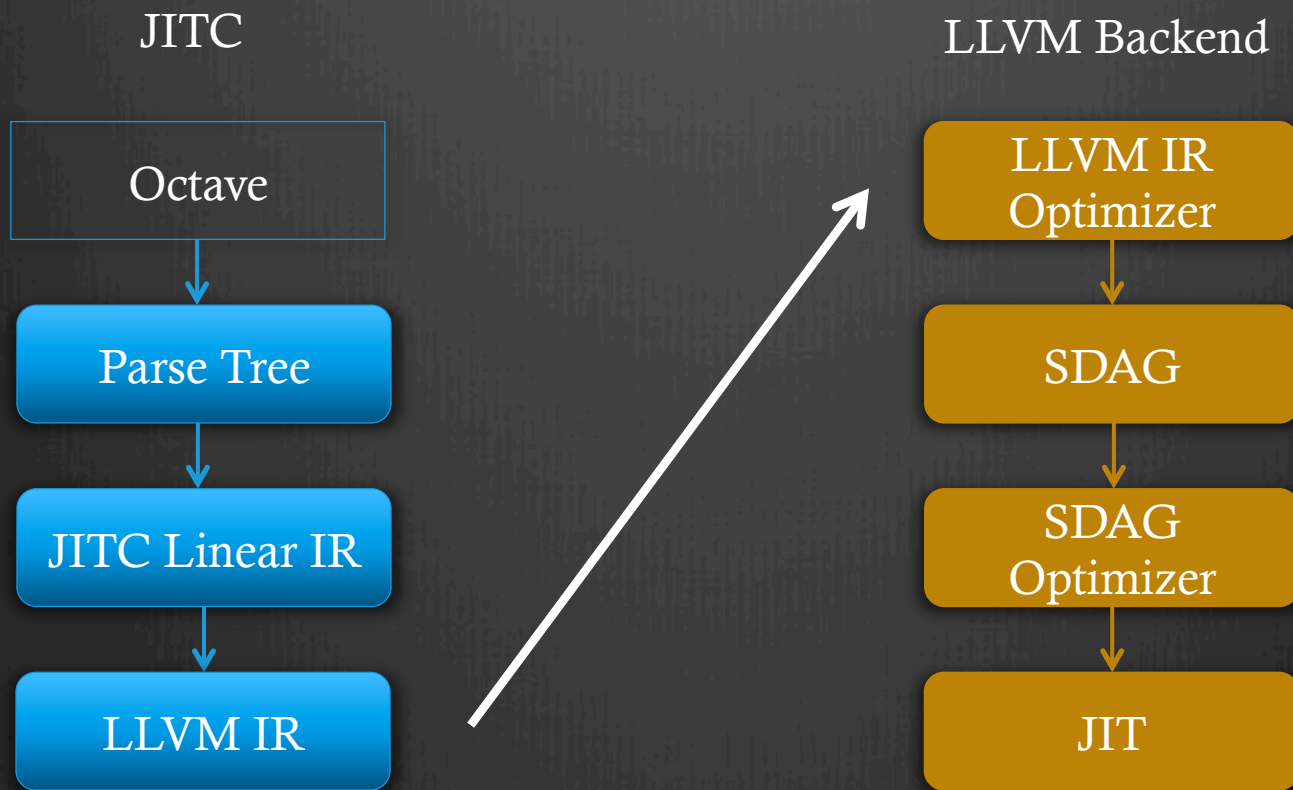 JITC
Octave
Parse Tree
JITC Linear IR
LLVM IR
LLVM Backend
LLVM IR
Optimizer
SDAG
SDAG
Optimizer
JIT